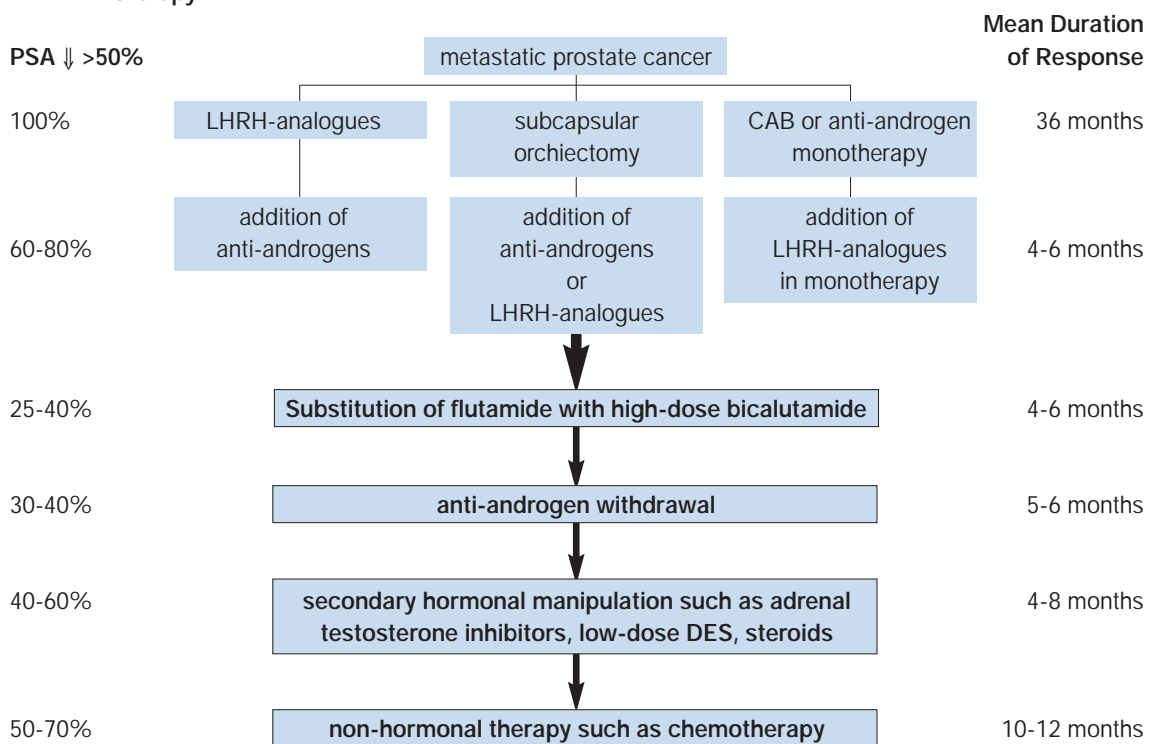 Mean Duration
PSA ⇓ >50% metastatic prostate cancer of Response
100% LHRH-analogues subcapsular CAB or anti-androgen 36 months
orchiectomy monotherapy
addition of addition of addition of
60-80% anti-androgens anti-androgens LHRH-analogues 4-6 months
or in monotherapy
LHRH-analogues
25-40% Substitution of flutamide with high-dose bicalutamide 4-6 months
30-40% anti-androgen withdrawal 5-6 months
40-60% secondary hormonal manipulation such as adrenal 4-8 months
testosterone inhibitors, low-dose DES, steroids
50-70% non-hormonal therapy such as chemotherapy 10-12 months